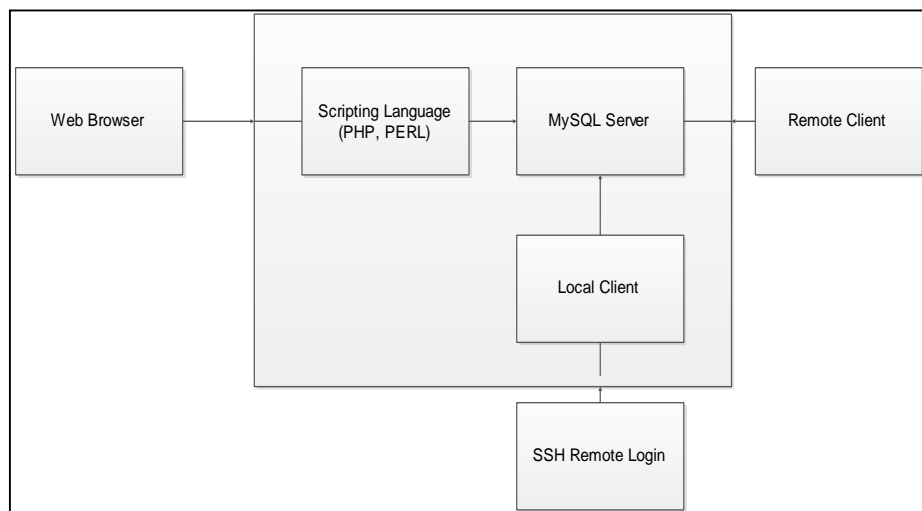 Web Browser
Scripting Language
(PHP, PERL)
MySQL Server
Remote Client
Local Client
SSH Remote Login